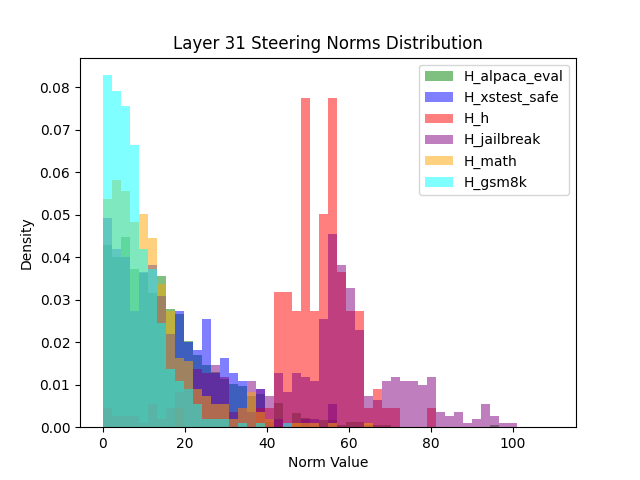 Layer 31 Steering Norms Distribution
H_alpaca_eval
H_xstest_safe
H_h
H_jailbreak
H_math
H_gsm8k
Density
0.08
0.07
0.06
0.05
0.04
0.03
0.02
0.01
0.00
0 20 40 60 80 100
Norm Value